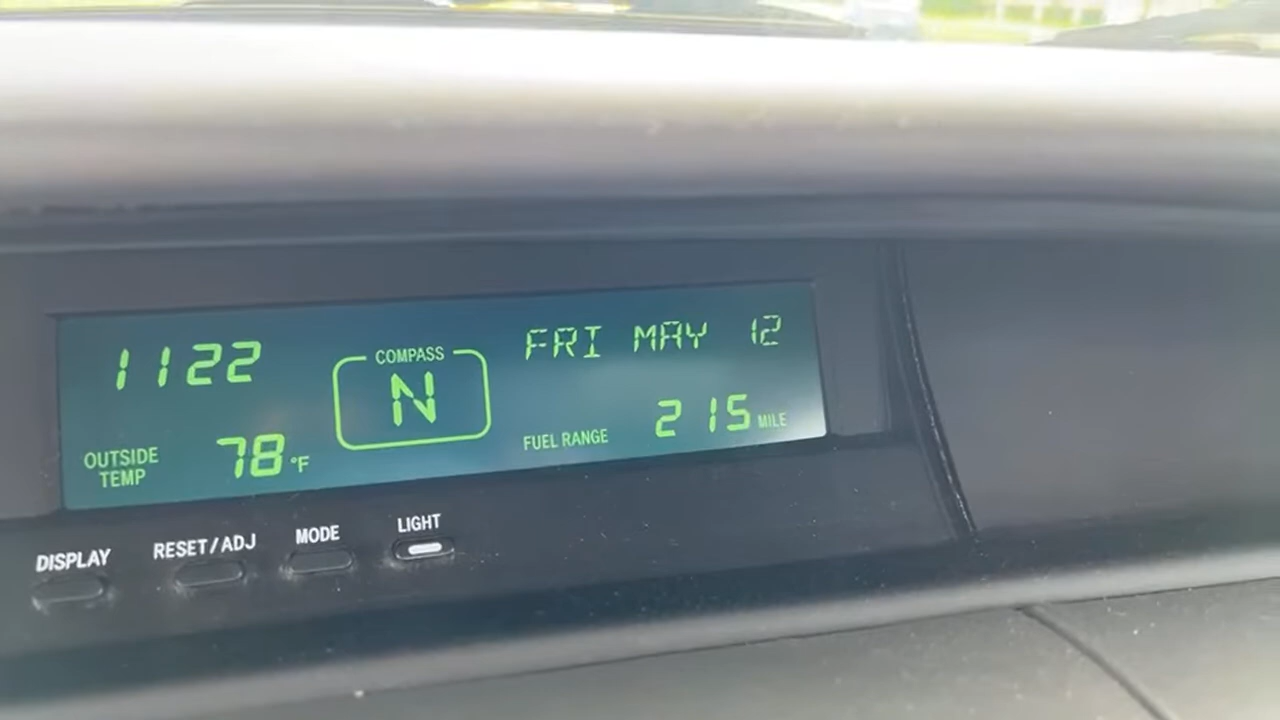 1122
COMPASS
N
FRI MAY 12
OUTSIDE
TEMP
78 °F
FUEL RANGE
215 MILE
DISPLAY
RESET/ADJ
MODE
LIGHT